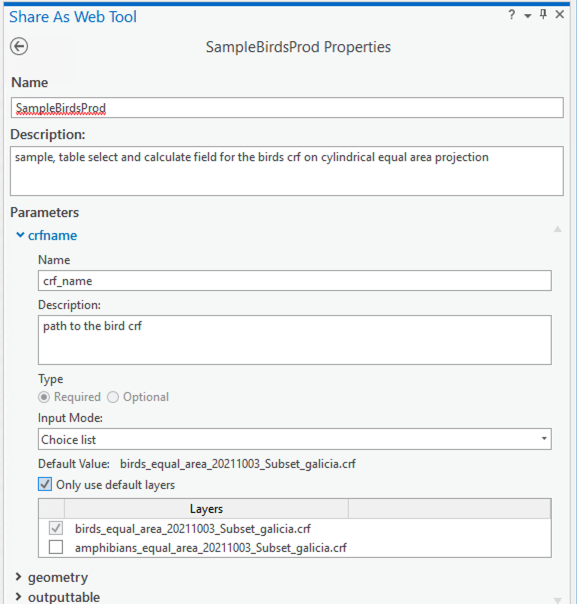 Share As Web Tool
?
SampleBirdsProd Properties
Name
SampleBirdsProd
Description:
sample, table select and calculate field for the birds crf on cylindrical equal area projection
Parameters
crfname
Name
crf_name
Description:
path to the bird crf
Type
Required Optional
Input Mode:
Choice list
Default Value: birds_equal_area_20211003_Subset_galicia.crf
Only use default layers
Layers
birds_equal_area_20211003_Subset_galicia.crf
amphibians_equal_area_20211003_Subset_galicia.crf
geometry
outputtable